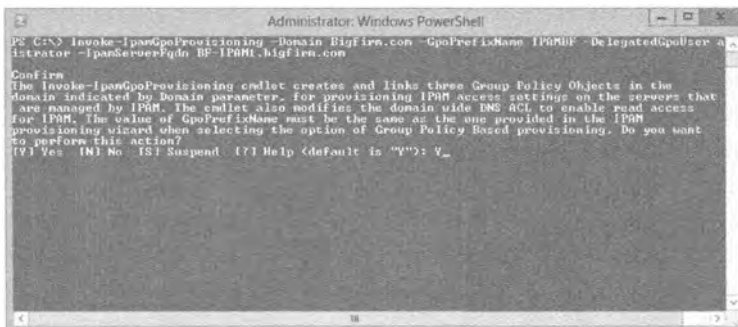 Administrator: Windows PowerShell
PS C:\> Invoke-IpamGpoProvisioning -Domain Bigfirm.com -GpoPrefixName IPAMBF -DelegatedGpoUser a
istrator -IpamServerFqdn BF-IPAM1.bigfirm.com
Confirm
The Invoke-IpamGpoProvisioning cmdlet creates and links three Group Policy Objects in the
domain indicated by Domain parameter, for provisioning IPAM access settings on the servers that
are managed by IPAM. The cmdlet also modifies the domain wide DNS ACL to enable read access
for IPAM. The value of GpoPrefixName must be the same as the one provided in the IPAM
provisioning wizard when selecting the option of Group Policy Based provisioning. Do you want
to perform this action?
[Y] Yes [N] No [S] Suspend [?] Help (default is "Y"): Y_